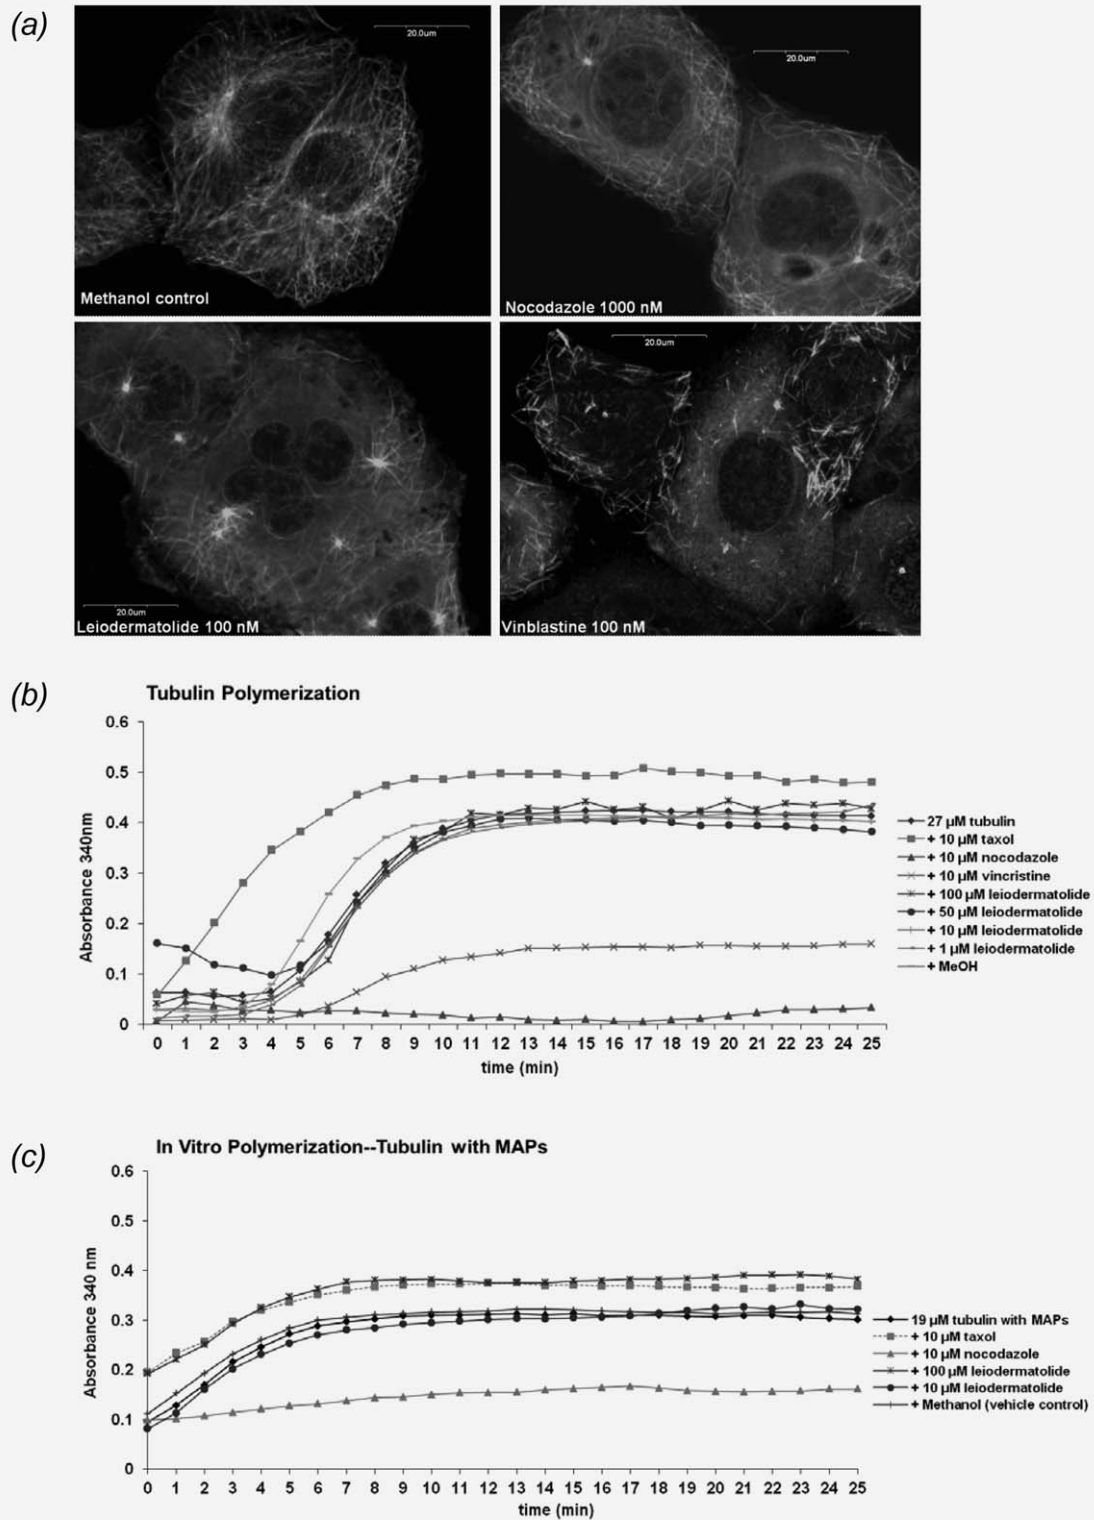 (a)
20.0um
Methanol control
20.0um
Nocodazole 1000 nM
20.0um
Leiodermatolide 100 nM
20.0um
Vinblastine 100 nM
(b)
Tubulin Polymerization
Absorbance 340nm
0.6
0.5
0.4
0.3
0.2
0.1
0
0 1 2 3 4 5 6 7 8 9 10 11 12 13 14 15 16 17 18 19 20 21 22 23 24 25
time (min)
27 µM tubulin
+ 10 µM taxol
+ 10 µM nocodazole
+ 10 µM vincristine
+ 100 µM leiodermatolide
+ 50 µM leiodermatolide
+ 10 µM leiodermatolide
+ 1 µM leiodermatolide
+ MeOH
(c)
In Vitro Polymerization--Tubulin with MAPs
Absorbance 340 nm
0.6
0.5
0.4
0.3
0.2
0.1
0
0 1 2 3 4 5 6 7 8 9 10 11 12 13 14 15 16 17 18 19 20 21 22 23 24 25
time (min)
19 µM tubulin with MAPs
+ 10 µM taxol
+ 10 µM nocodazole
+ 100 µM leiodermatolide
+ 10 µM leiodermatolide
+ Methanol (vehicle control)